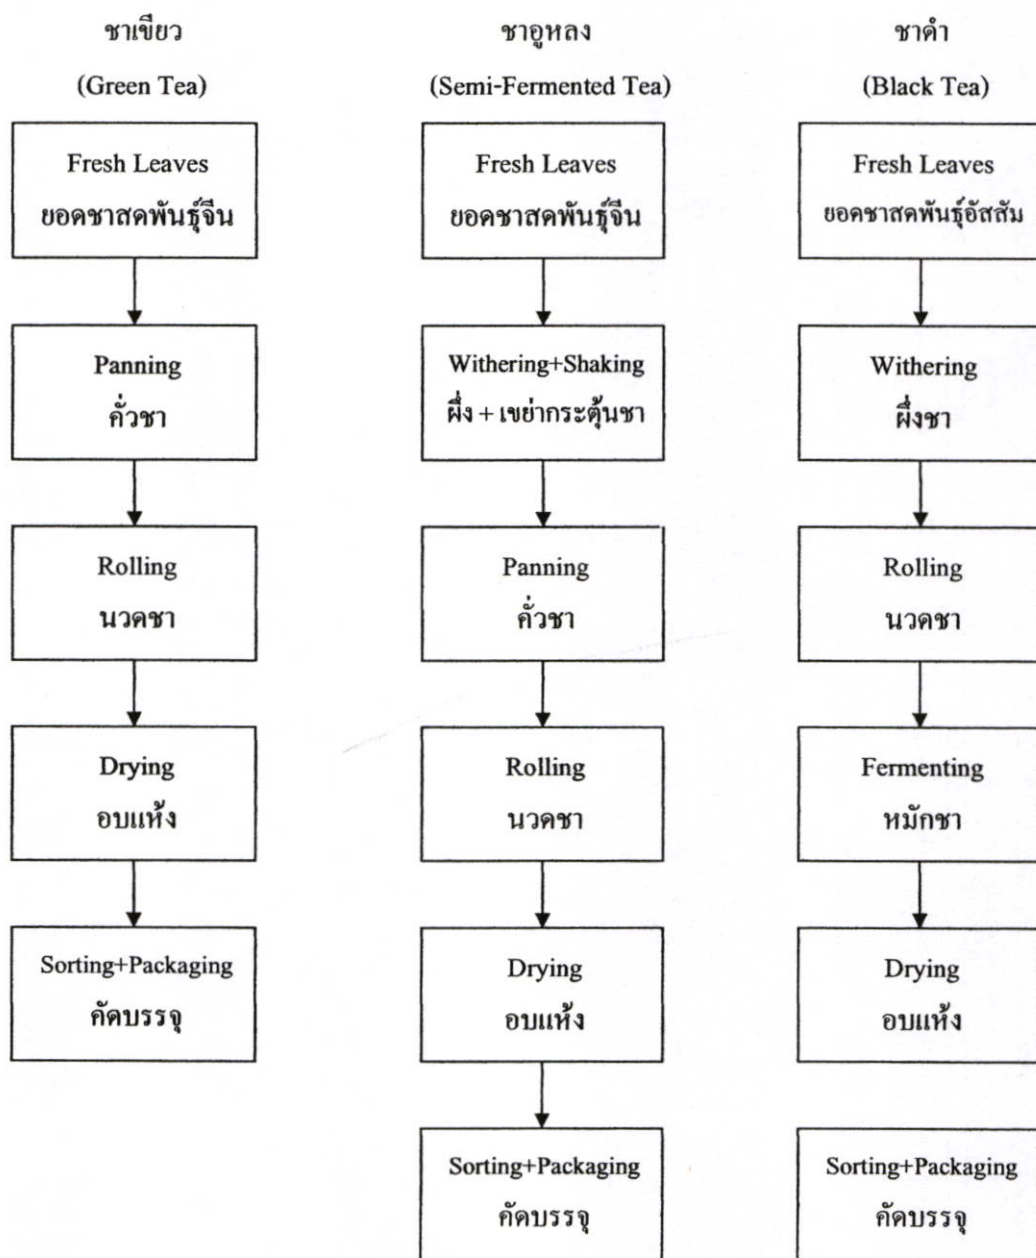 ชาเขียว
(Green Tea)
Fresh Leaves
ยอดชาสดพันธุ์จีน
Panning
คั่วชา
Rolling
นวดชา
Drying
อบแห้ง
Sorting+Packaging
คัดบรรจุ
ชาอูหลง
(Semi-Fermented Tea)
Fresh Leaves
ยอดชาสดพันธุ์จีน
Withering+Shaking
ผึ่ง + เขย่ากระตุ้นชา
Panning
คั่วชา
Rolling
นวดชา
Drying
อบแห้ง
Sorting+Packaging
คัดบรรจุ
ชาดำ
(Black Tea)
Fresh Leaves
ยอดชาสดพันธุ์อัสสัม
Withering
ผึ่งชา
Rolling
นวดชา
Fermenting
หมักชา
Drying
อบแห้ง
Sorting+Packaging
คัดบรรจุ